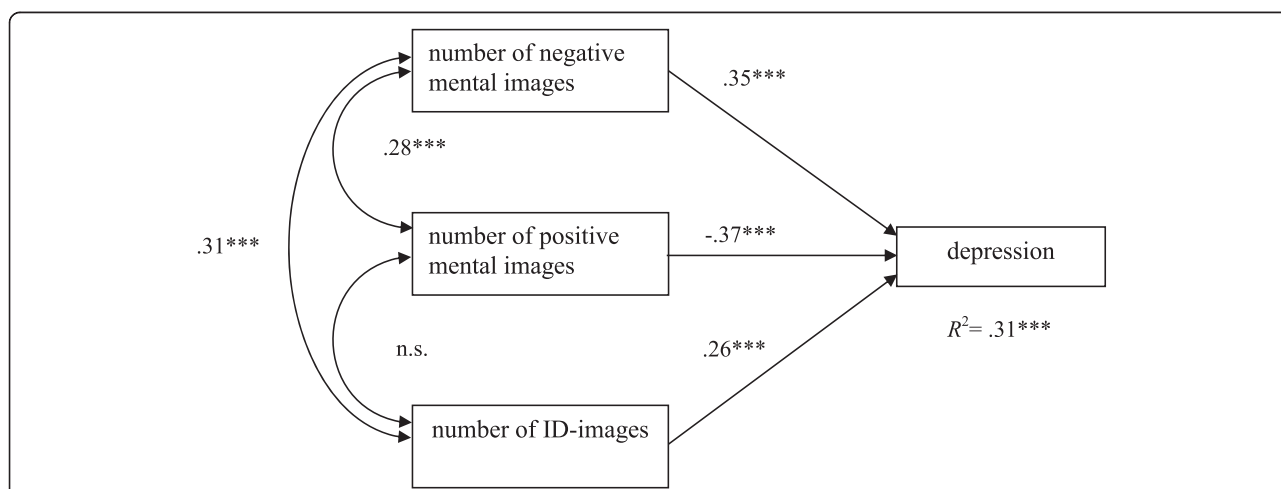 number of negative
mental images
.35***
.28***
.31***
number of positive
mental images
-.37***
depression
R²= .31***
n.s.
.26***
number of ID-images